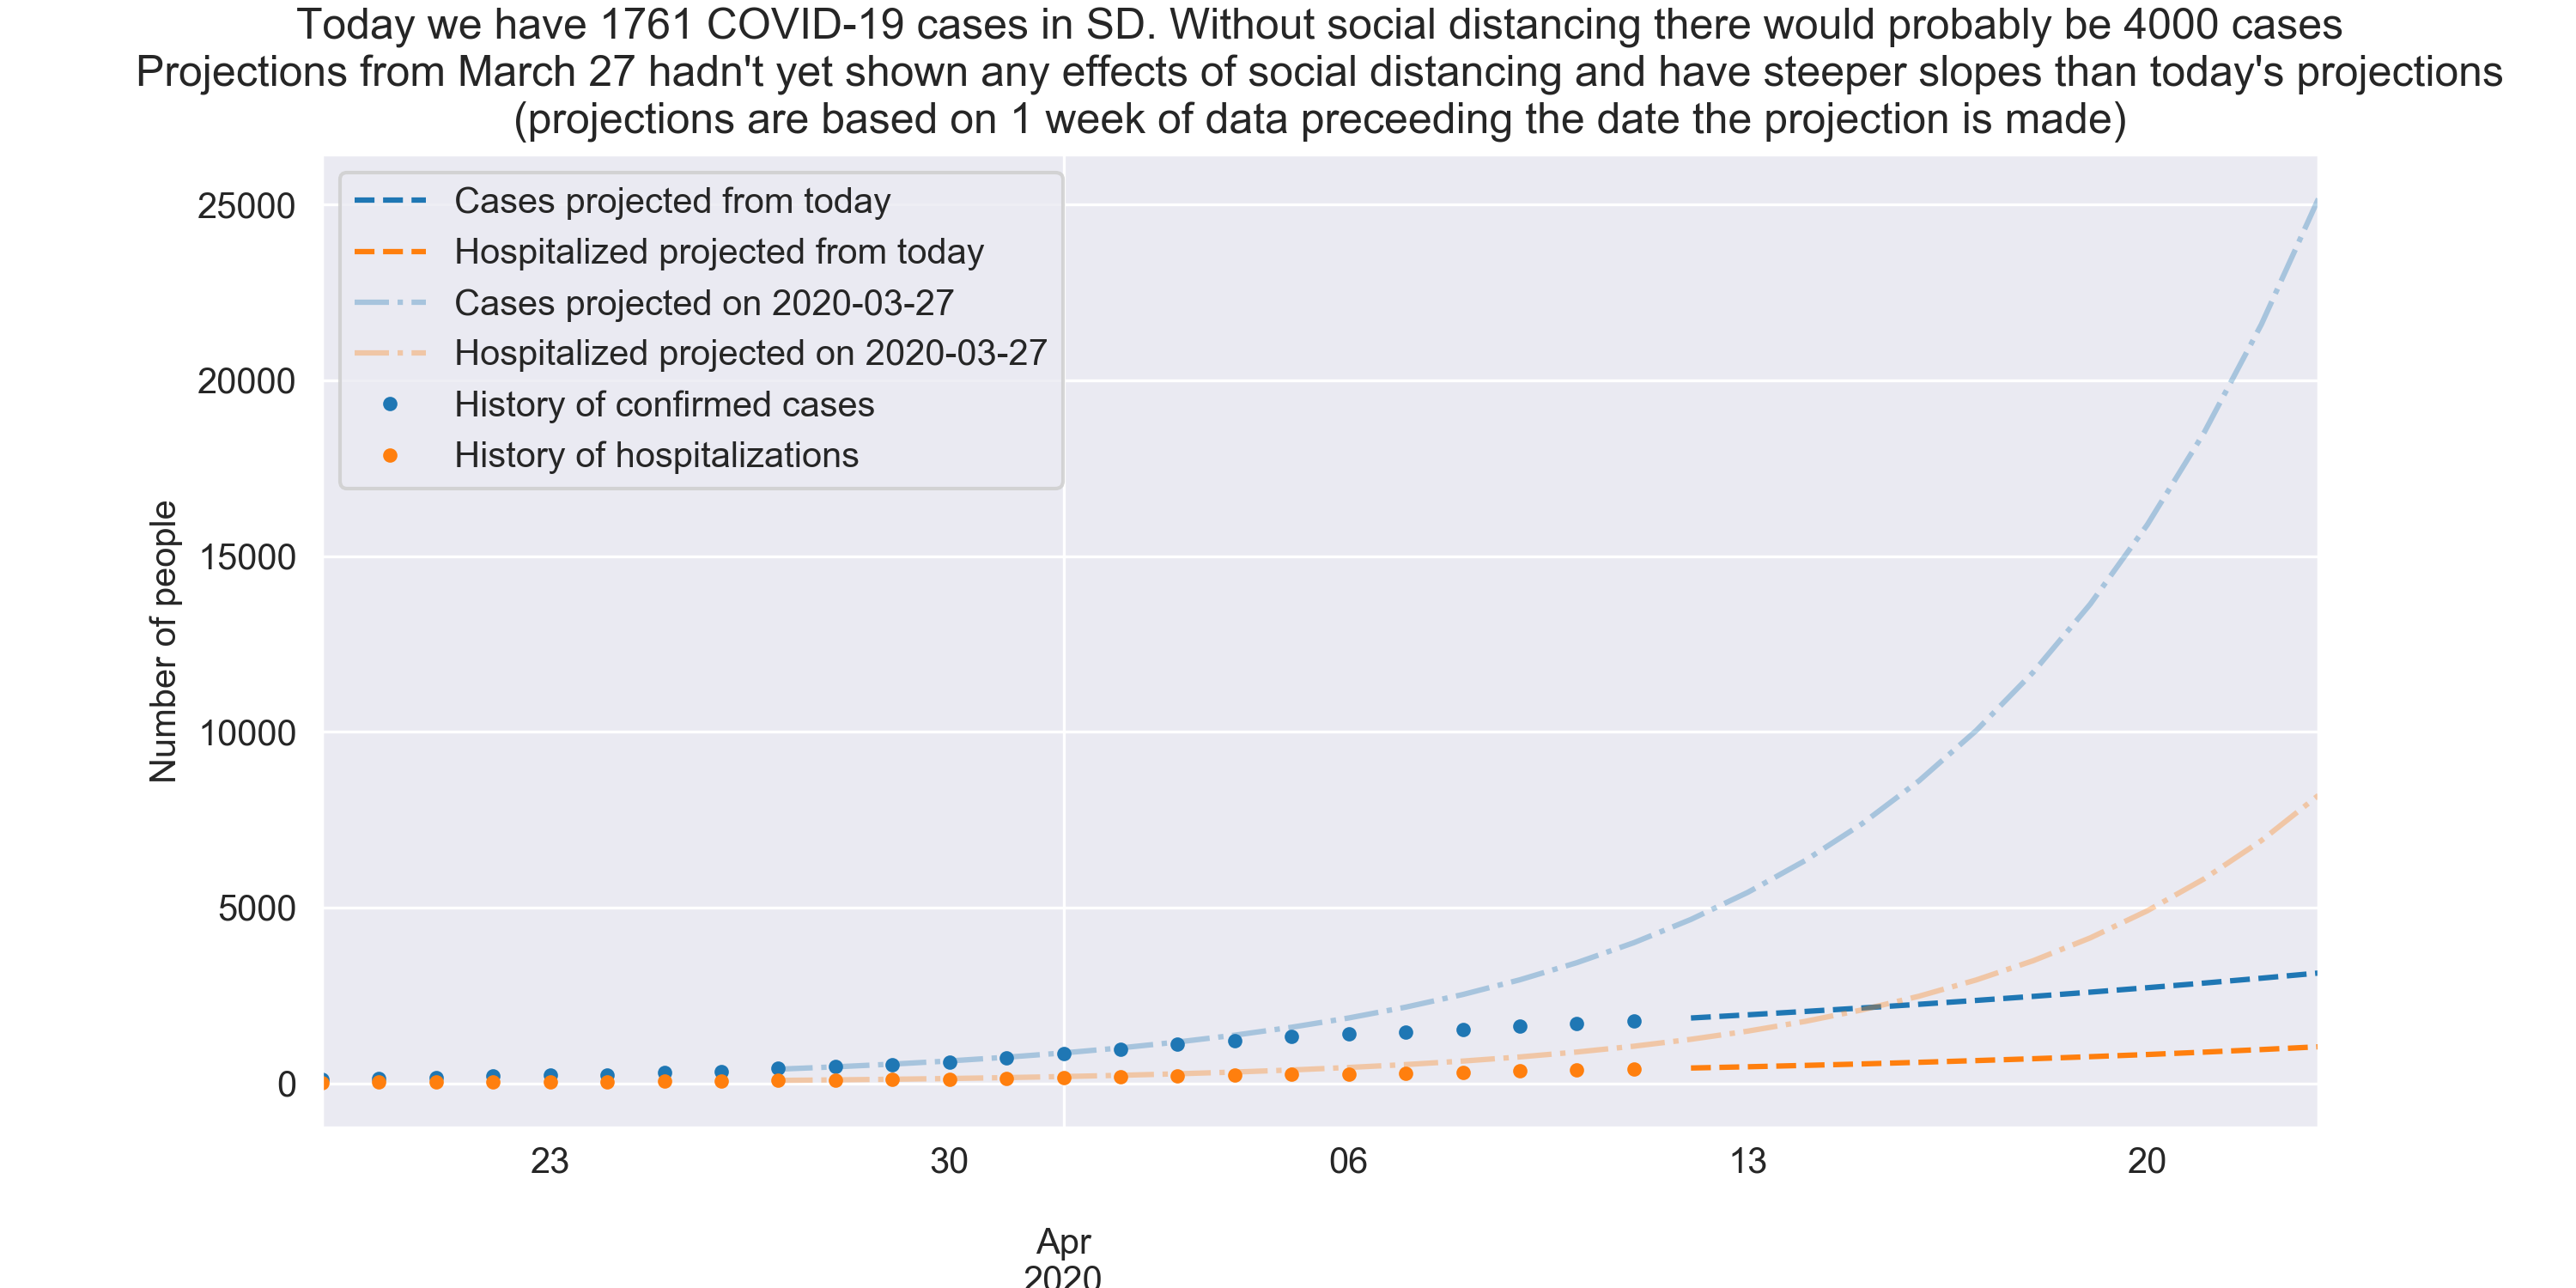 Today we have 1761 COVID-19 cases in SD. Without social distancing there would probably be 4000 cases
Projections from March 27 hadn't yet shown any effects of social distancing and have steeper slopes than today's projections
(projections are based on 1 week of data preceeding the date the projection is made)
Cases projected from today
Hospitalized projected from today
Cases projected on 2020-03-27
Hospitalized projected on 2020-03-27
History of confirmed cases
History of hospitalizations
Number of people
25000
20000
15000
10000
5000
0
23
30
06
13
20
Apr
2020